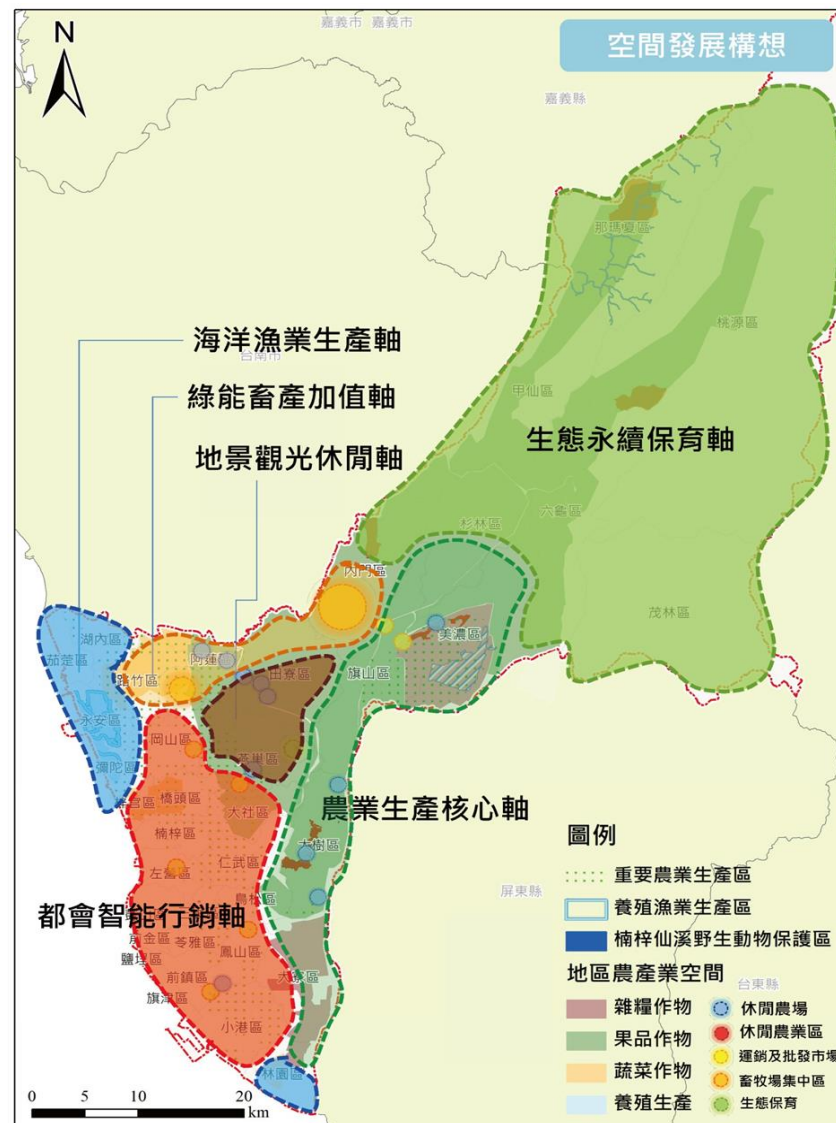 嘉義市 嘉義市
空間發展構想
N
嘉義縣
那瑪夏區
桃源區
海洋漁業生產軸
台南市
綠能畜產加值軸
甲仙區
地景觀光休閒軸
生態永續保育軸
杉林區
六龜區
內門區
茂林區
湖內區
美濃區
茄萣區
阿蓮區
路竹區
田寮區
旗山區
永安區
岡山區
彌陀區
燕巢區
橋頭區
大社區
農業生產核心軸
楠梓區
圖例
仁武區
大樹區
左營區
重要農業生產區
屏東縣
鳥松區
養殖漁業生產區
都會智能行銷軸
前金區
苓雅區
鳳山區
楠梓仙溪野生動物保護區
鹽埕區
地區農產業空間
前鎮區
大寮區
台東縣
旗津區
雜糧作物
休閒農場
小港區
果品作物
休閒農業區
蔬菜作物
運銷及批發市場
林園區
畜牧場集中區
養殖生產
生態保育
0 5 10 20
km